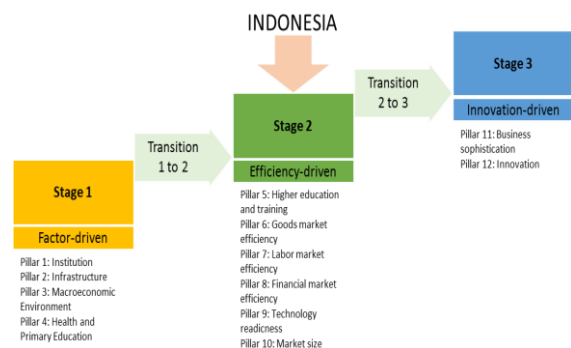 INDONESIA
Stage 1
Factor-driven
Pillar 1: Institution
Pillar 2: Infrastructure
Pillar 3: Macroeconomic
Environment
Pillar 4: Health and
Primary Education
Transition
1 to 2
Stage 2
Efficiency-driven
Pillar 5: Higher education
and training
Pillar 6: Goods market
efficiency
Pillar 7: Labor market
efficiency
Pillar 8: Financial market
efficiency
Pillar 9: Technology
readicness
Pillar 10: Market size
Transition
2 to 3
Stage 3
Innovation-driven
Pillar 11: Business
sophistication
Pillar 12: Innovation